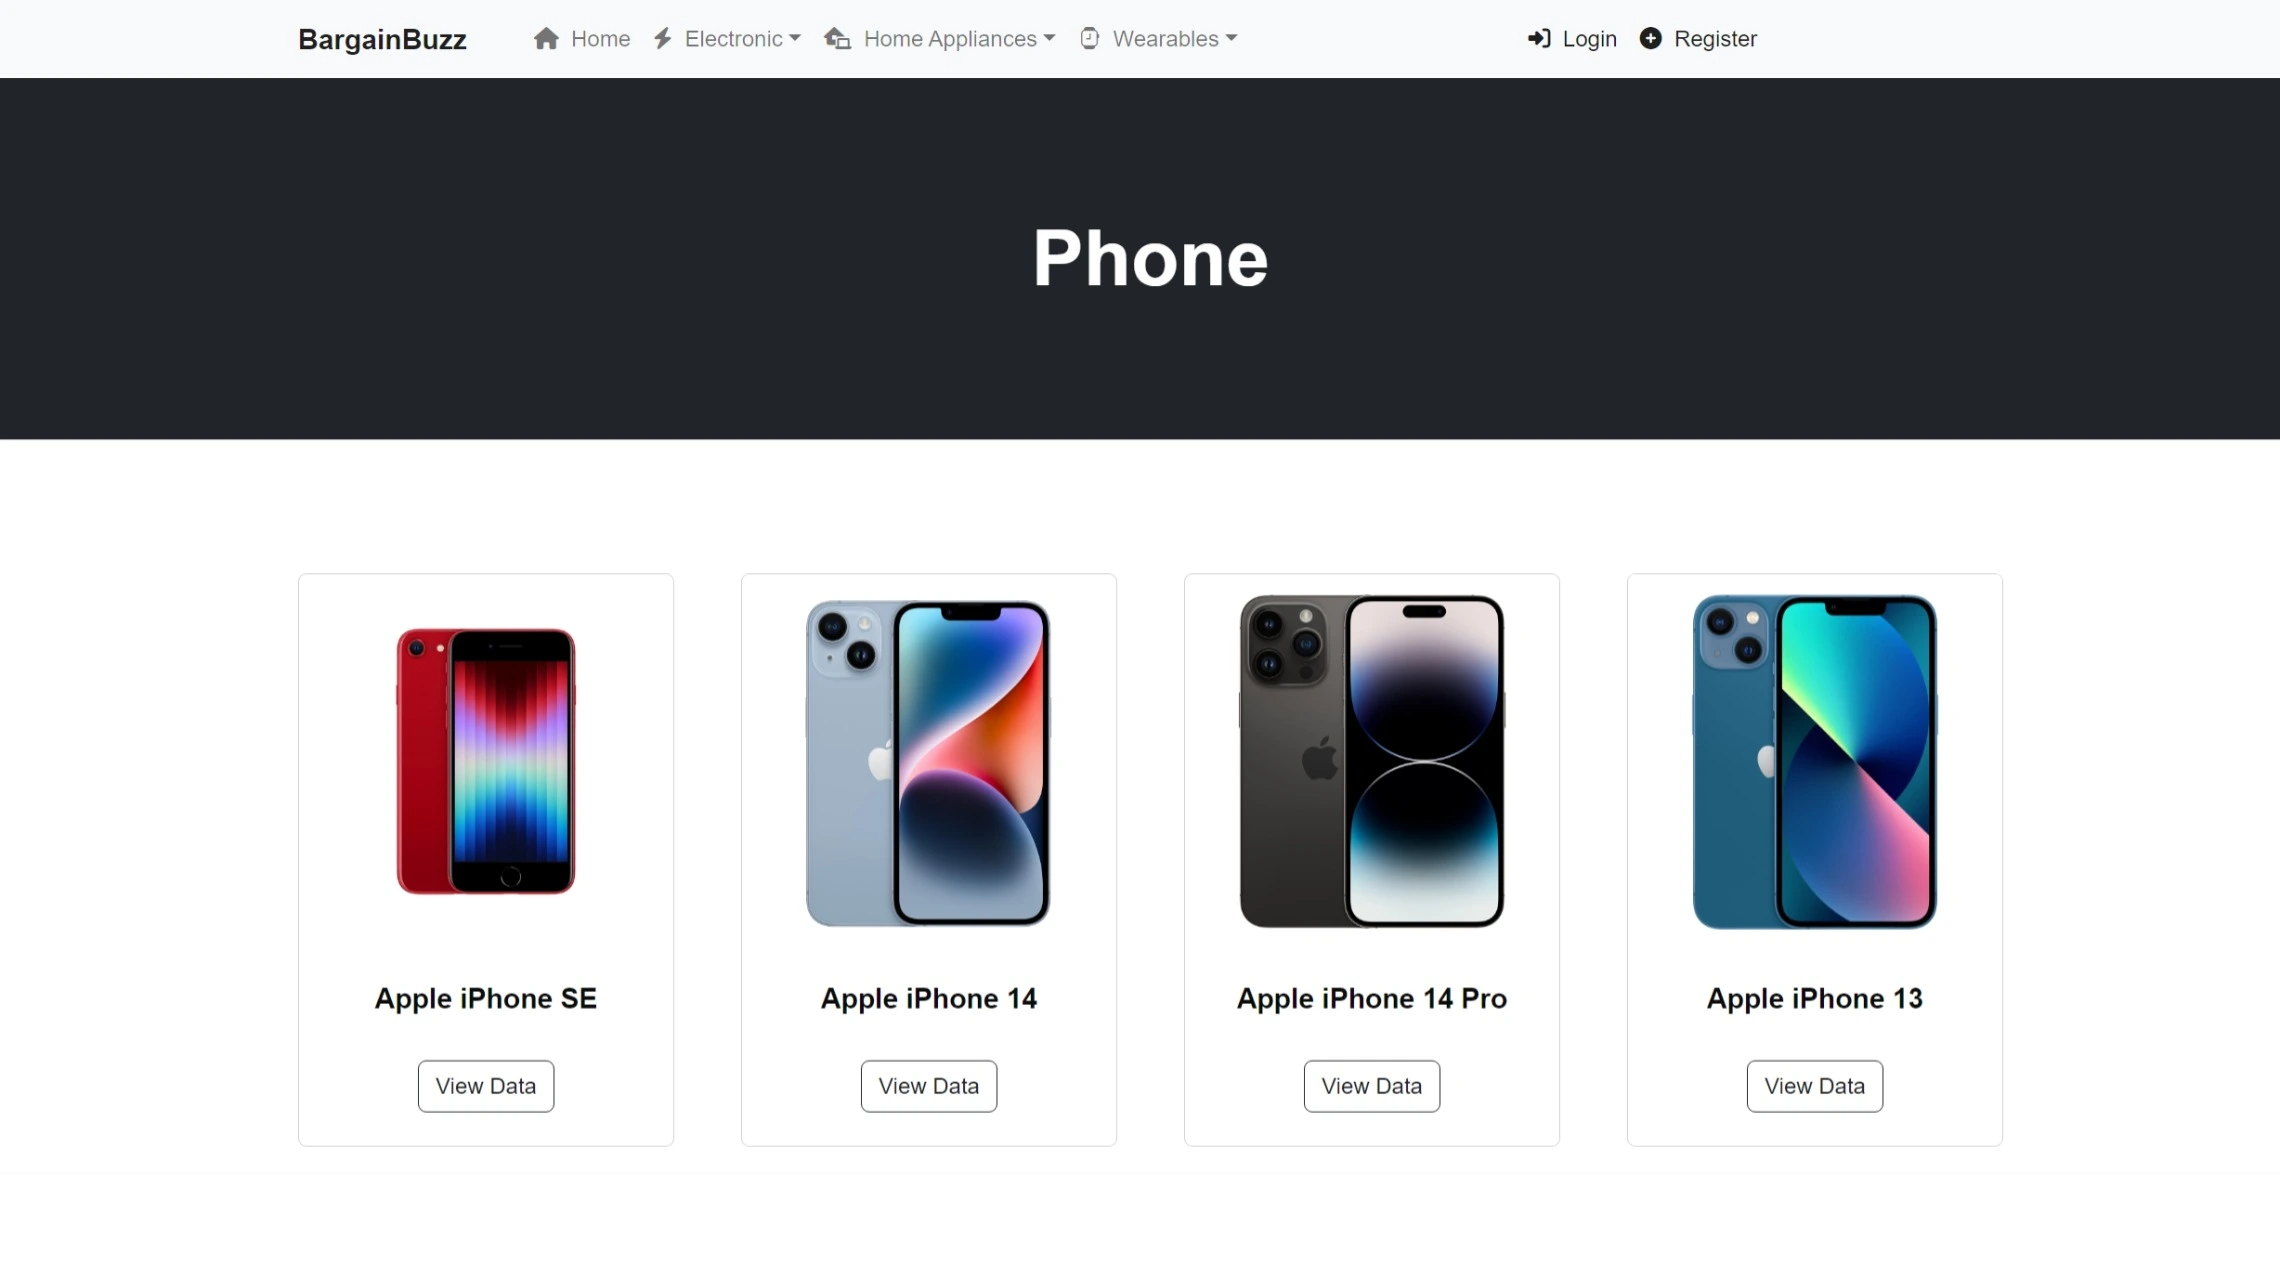 BargainBuzz Home Electronic Home Appliances Wearables Login Register
Phone
Apple iPhone SE Apple iPhone 14 Apple iPhone 14 Pro Apple iPhone 13
View Data View Data View Data View Data